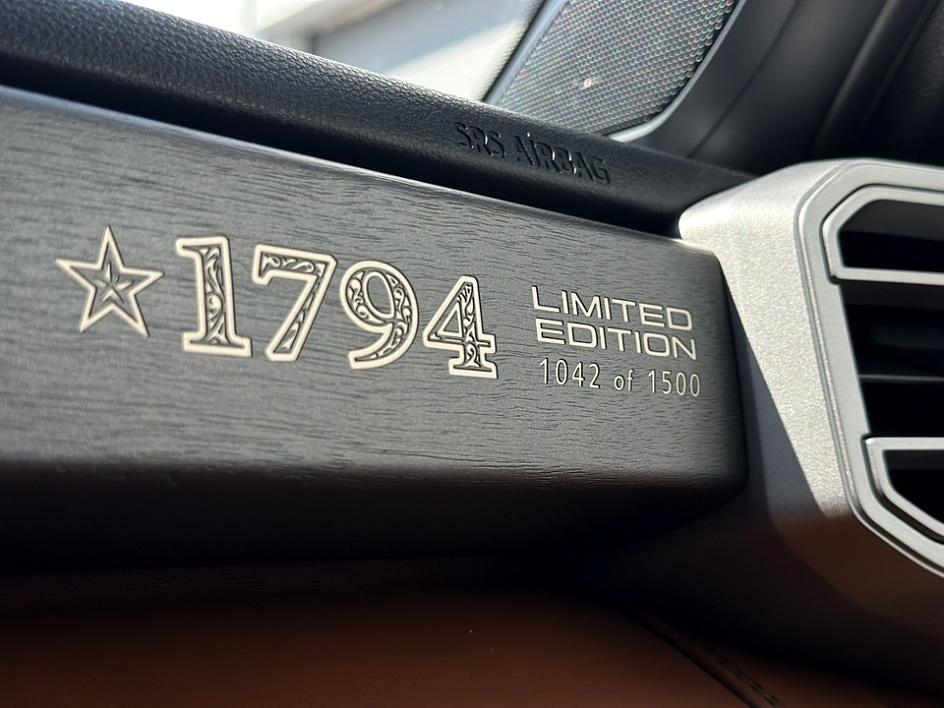 SRS AIRBAG
1794
LIMITED
EDITION
1042 of 1500